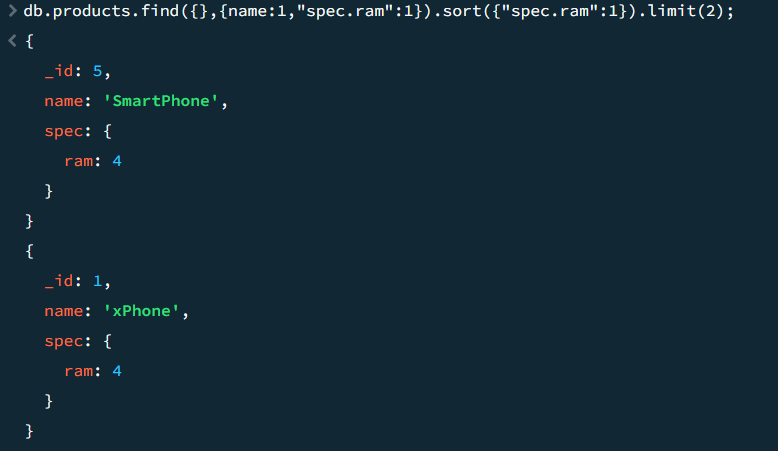 db.products.find({},{name:1,"spec.ram":1}).sort({"spec.ram":1}).limit(2);
{
_id: 5,
name: 'SmartPhone',
spec: {
ram: 4
}
}
{
_id: 1,
name: 'xPhone',
spec: {
ram: 4
}
}